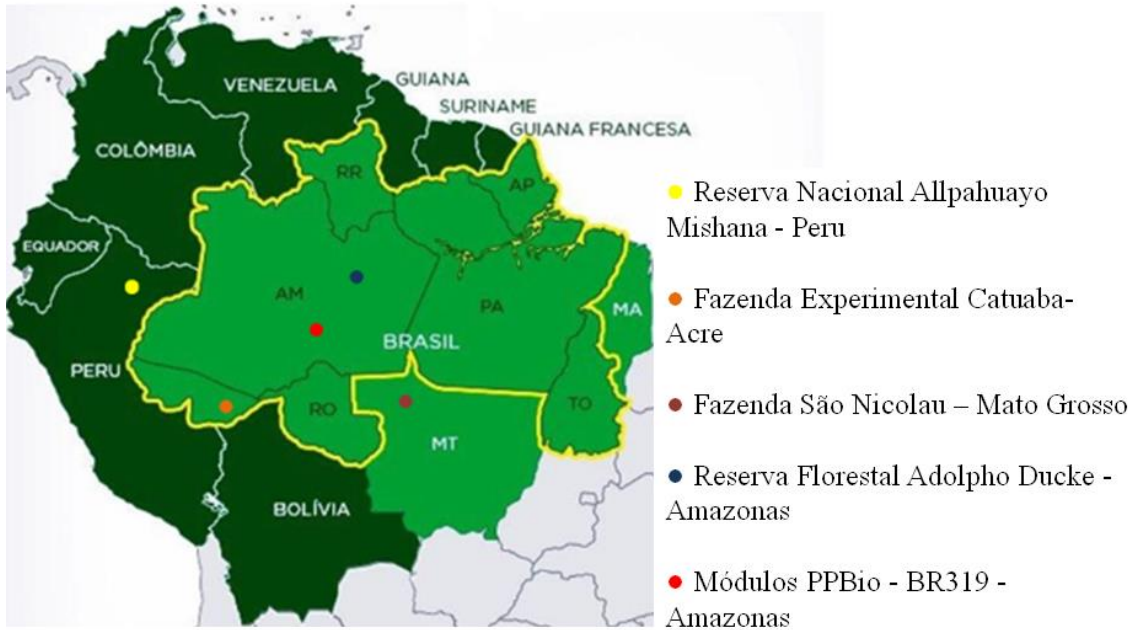 VENEZUELA
GUIANA
SURINAME
GUIANA FRANCESA
COLÔMBIA
RR
AP
EQUADOR
AM
PA
MA
BRASIL
PERU
RO
TO
MT
BOLÍVIA
● Reserva Nacional Allpahuayo
Mishana - Peru
● Fazenda Experimental Catuaba-
Acre
● Fazenda São Nicolau – Mato Grosso
● Reserva Florestal Adolpho Ducke -
Amazonas
● Módulos PPBio - BR319 -
Amazonas